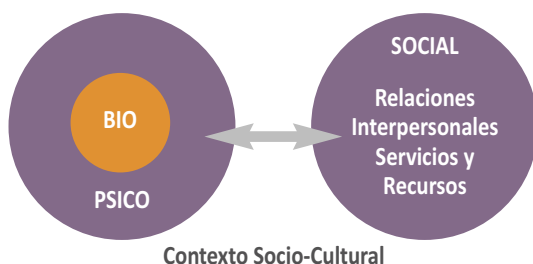 BIO
PSICO
SOCIAL
Relaciones
Interpersonales
Servicios y
Recursos
Contexto Socio-Cultural